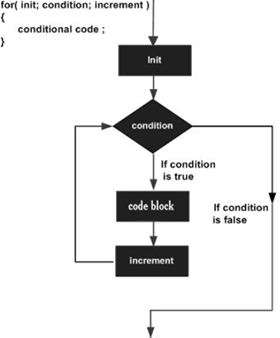 for( init; condition; increment )
{
conditional code ;
}
Init
condition
If condition
is true
code block
If condition
is false
increment